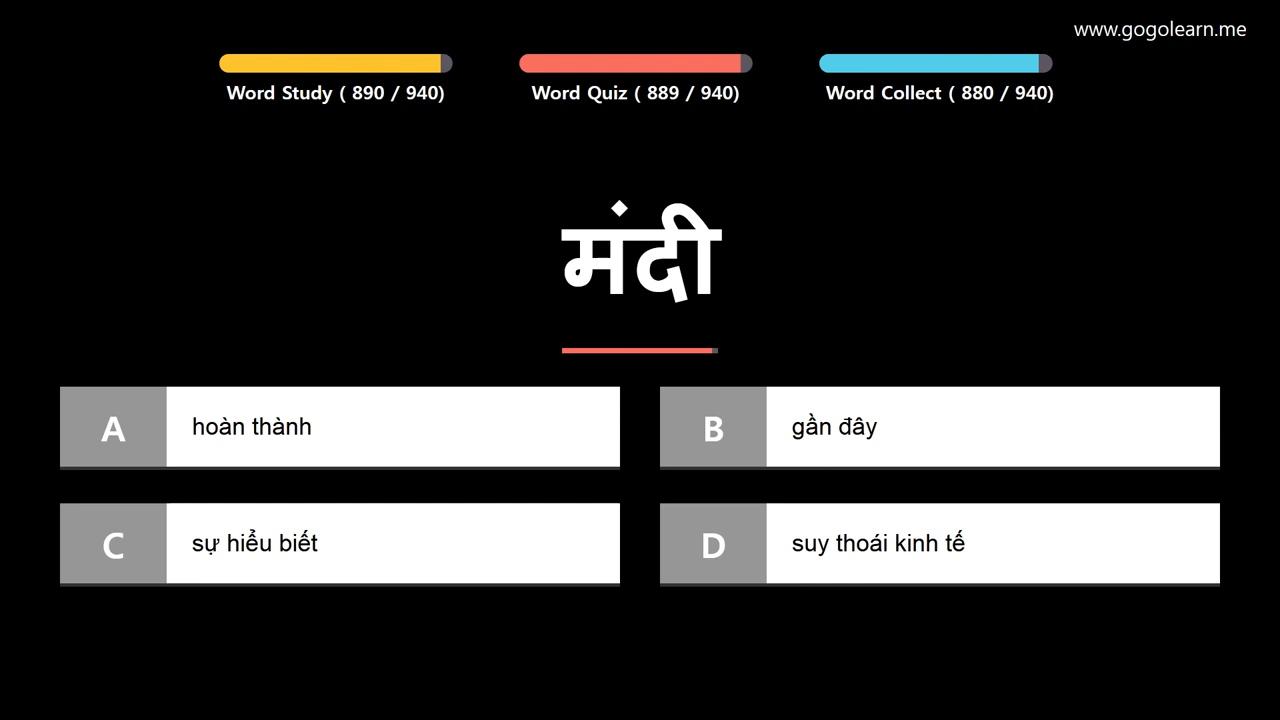 www.gogolearn.me
Word Study ( 890 / 940)
Word Quiz ( 889 / 940)
Word Collect ( 880 / 940)
मंदी
A
hoàn thành
B
gần đây
C
sự hiểu biết
D
suy thoái kinh tế